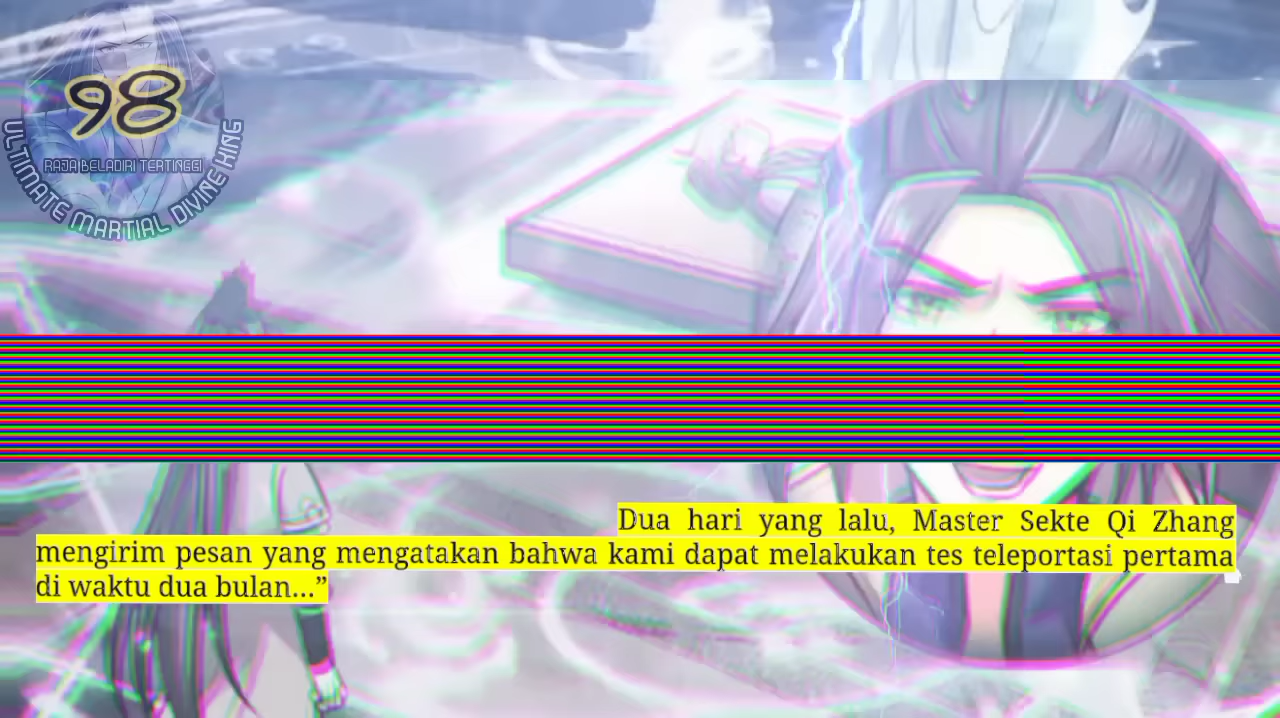 98
RAJA BELADIRI TERTINGGI
ULTIMATE MARTIAL DIVINE KING
Dua hari yang lalu, Master Sekte Qi Zhang
mengirim pesan yang mengatakan bahwa kami dapat melakukan tes teleportasi pertama
di waktu dua bulan...”